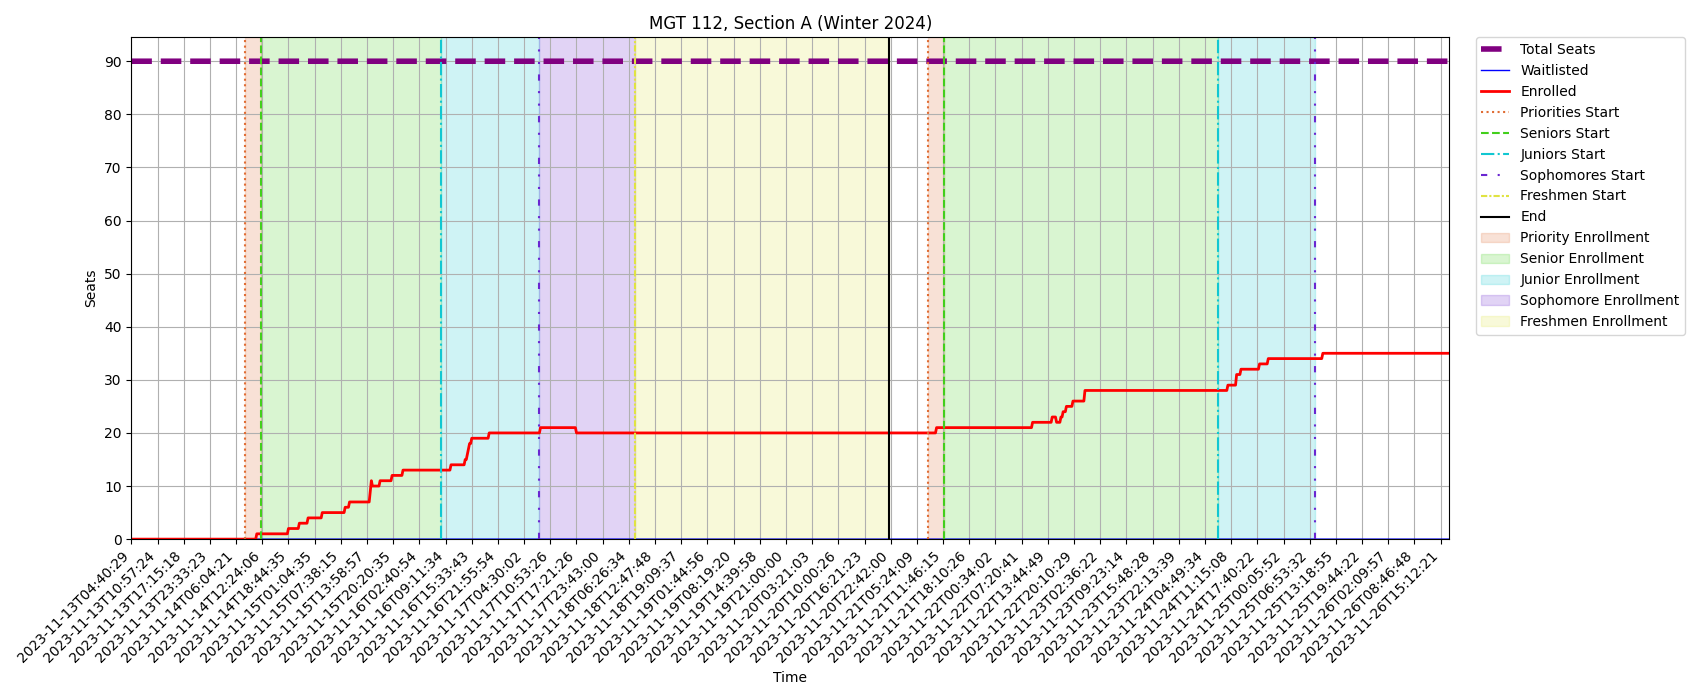 MGT 112, Section A (Winter 2024)
Seats
90
80
70
60
50
40
30
20
10
0
2023-11-13T04:40:29
2023-11-13T10:57:24
2023-11-13T17:15:18
2023-11-13T23:33:23
2023-11-14T06:04:21
2023-11-14T12:24:06
2023-11-14T18:44:35
2023-11-15T01:04:35
2023-11-15T07:38:15
2023-11-15T13:58:57
2023-11-15T20:20:35
2023-11-16T02:40:54
2023-11-16T09:11:34
2023-11-16T15:33:43
2023-11-16T21:55:54
2023-11-17T04:30:02
2023-11-17T10:53:26
2023-11-17T17:21:26
2023-11-17T23:43:00
2023-11-18T06:26:34
2023-11-18T12:47:48
2023-11-18T19:09:37
2023-11-19T01:44:56
2023-11-19T08:19:20
2023-11-19T14:39:58
2023-11-19T21:00:00
2023-11-20T03:21:03
2023-11-20T10:00:26
2023-11-20T16:21:23
2023-11-20T22:42:00
2023-11-21T05:24:09
2023-11-21T11:46:15
2023-11-21T18:10:26
2023-11-22T00:34:02
2023-11-22T07:20:41
2023-11-22T13:44:49
2023-11-22T20:10:29
2023-11-23T02:36:22
2023-11-23T09:23:14
2023-11-23T15:48:28
2023-11-23T22:13:39
2023-11-24T04:49:34
2023-11-24T11:15:08
2023-11-24T17:40:22
2023-11-25T00:05:52
2023-11-25T06:53:32
2023-11-25T13:18:55
2023-11-25T19:44:22
2023-11-26T02:09:57
2023-11-26T08:46:48
2023-11-26T15:12:21
Time
Total Seats
Waitlisted
Enrolled
Priorities Start
Seniors Start
Juniors Start
Sophomores Start
Freshmen Start
End
Priority Enrollment
Senior Enrollment
Junior Enrollment
Sophomore Enrollment
Freshmen Enrollment